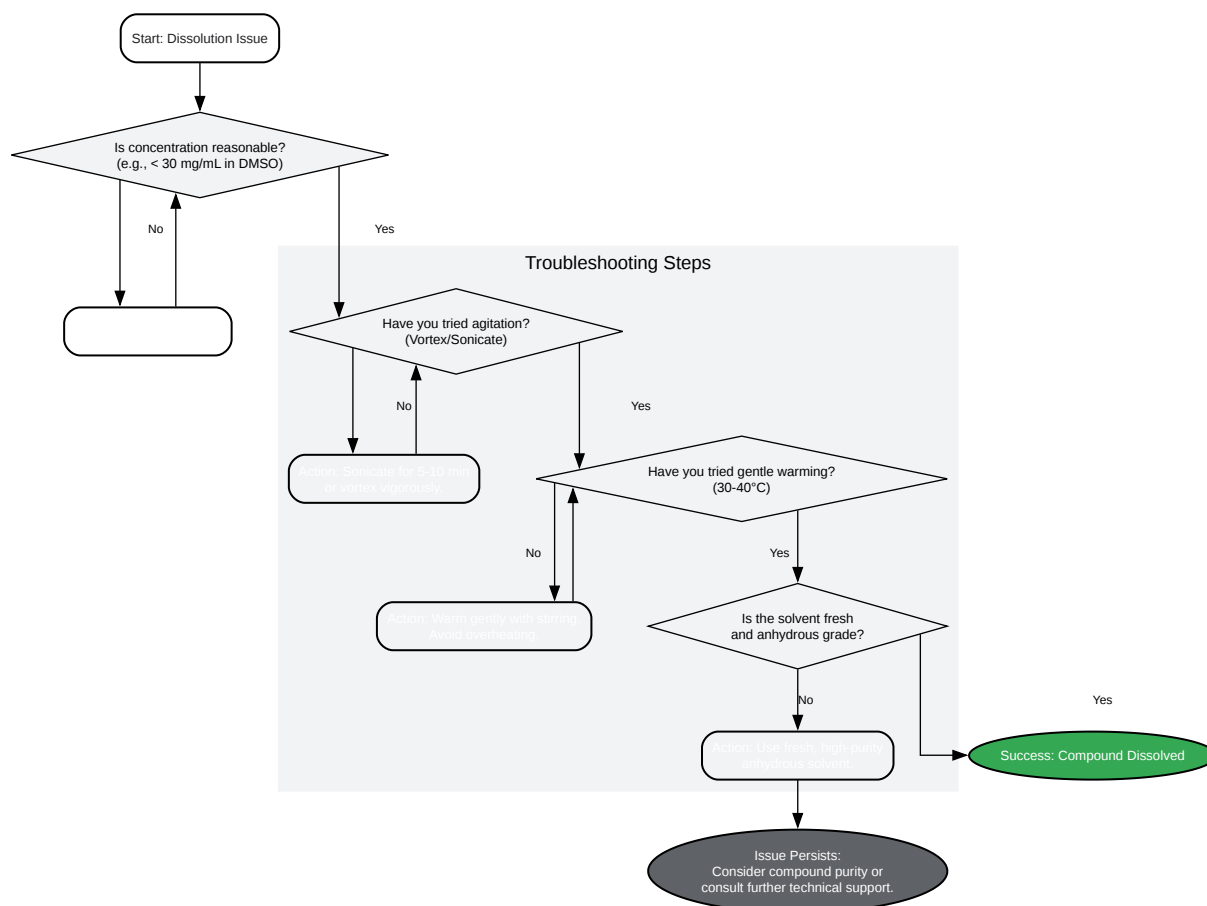 Start: Dissolution Issue
Is concentration reasonable?
(e.g., < 30 mg/mL in DMSO)
No
Yes
Troubleshooting Steps
Have you tried agitation?
(Vortex/Sonicate)
No
Yes
Action: Sonicate for 5-10 min
or vortex vigorously.
Have you tried gentle warming?
(30-40°C)
No
Yes
Action: Warm gently with stirring.
Avoid overheating.
Is the solvent fresh
and anhydrous grade?
No
Yes
Action: Use fresh, high-purity
anhydrous solvent.
Success: Compound Dissolved
Issue Persists:
Consider compound purity or
consult further technical support.